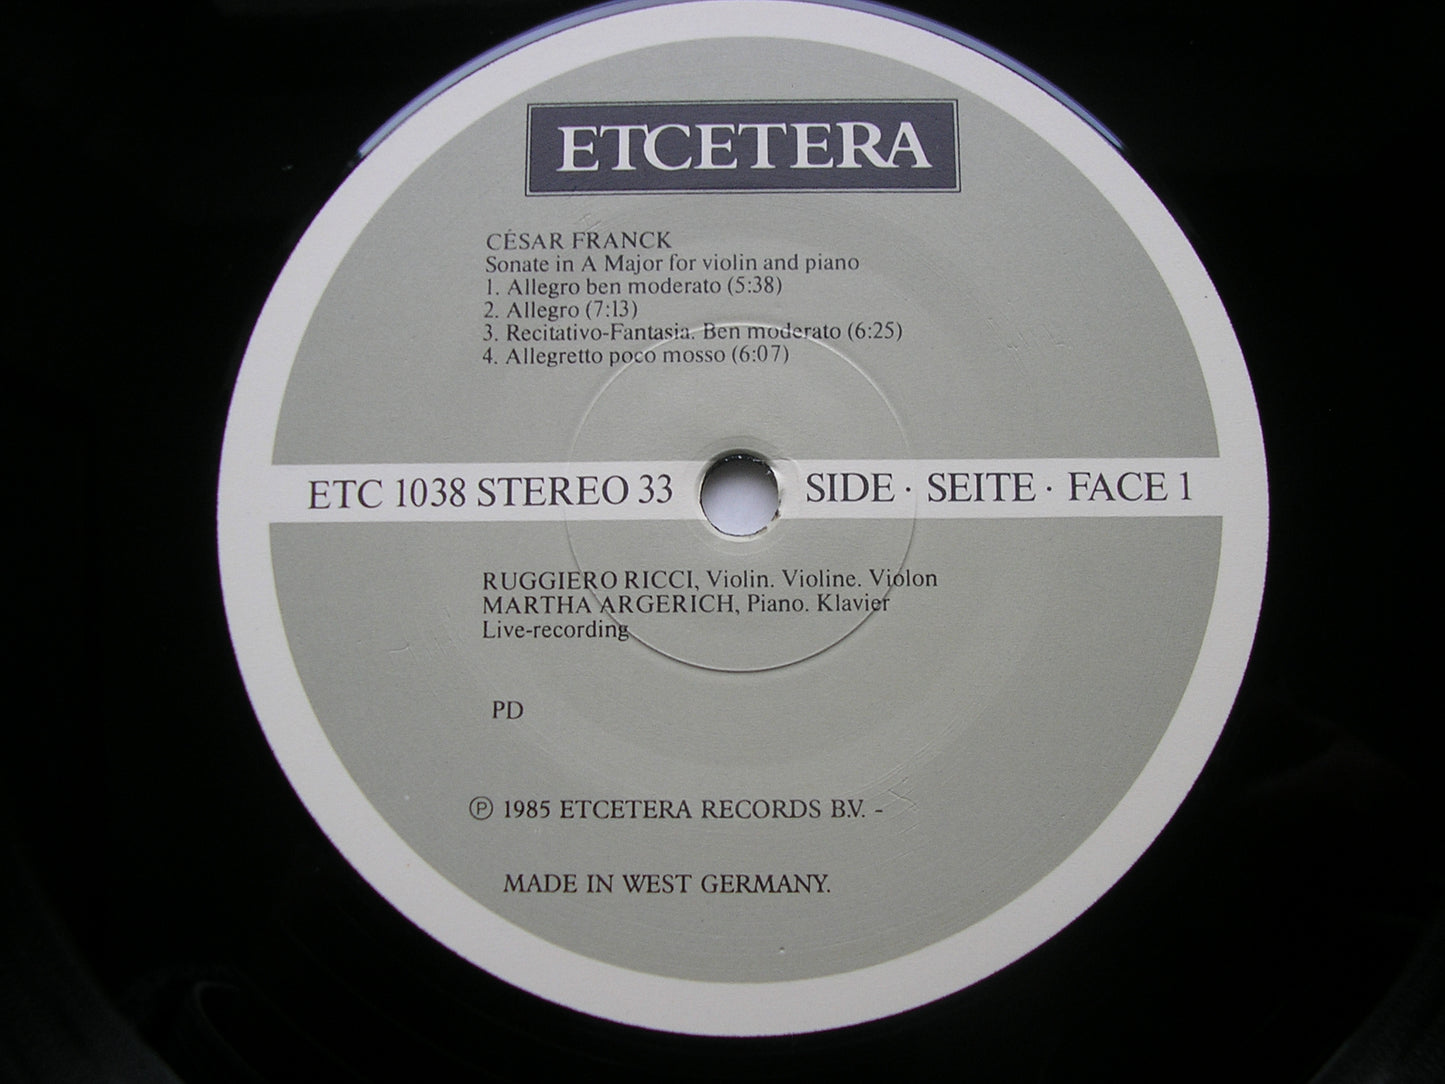 ETCETERA
CÉSAR FRANCK
Sonate in A Major for violin and piano
1. Allegro ben moderato (5:38)
2. Allegro (7:13)
3. Recitativo-Fantasia. Ben moderato (6:25)
4. Allegretto poco mosso (6:07)
ETC 1038 STEREO 33 SIDE · SEITE · FACE 1
RUGGIERO RICCI, Violin. Violine. Violon
MARTHA ARGERICH, Piano. Klavier
Live-recording
PD
℗ 1985 ETCETERA RECORDS B.V. -
MADE IN WEST GERMANY.